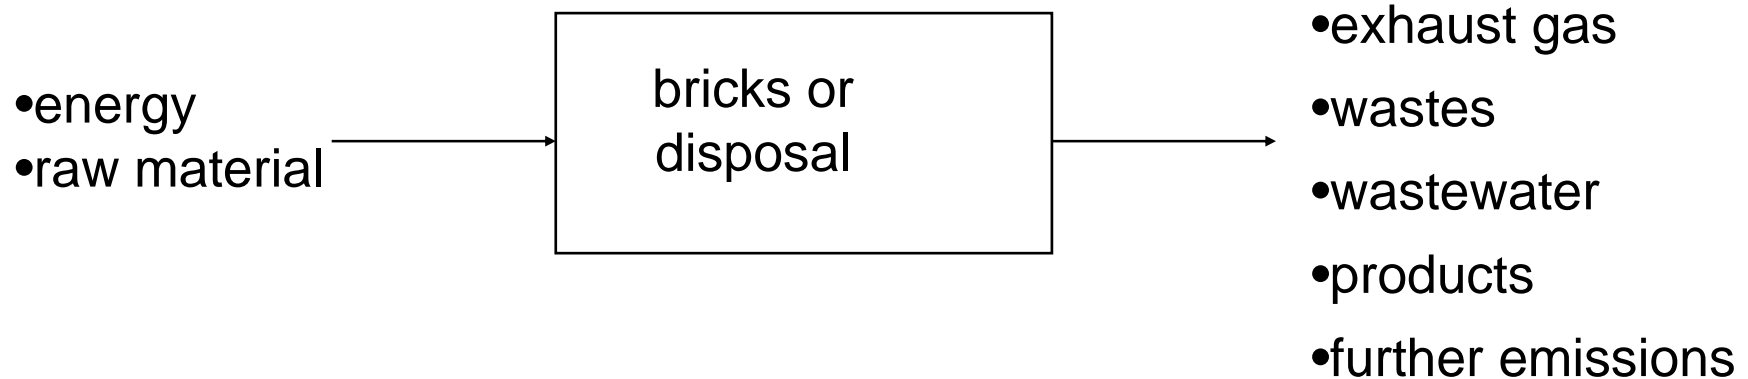 •energy
•raw material
bricks or
disposal
•exhaust gas
•wastes
•wastewater
•products
•further emissions